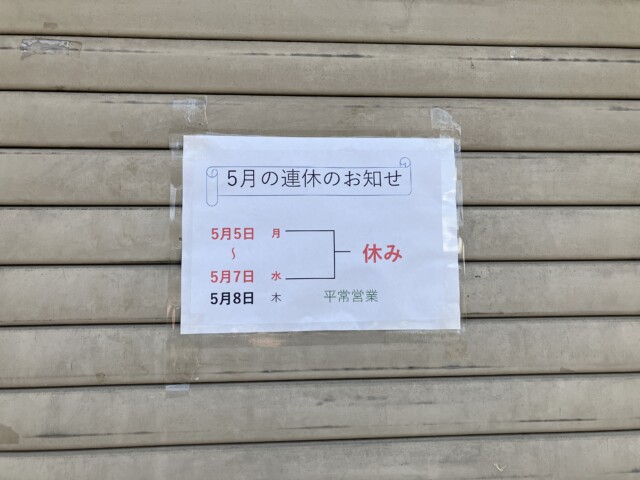 5月の連休のお知せ
5月5日 月
～
休み
5月7日 水
5月8日 木 平常営業